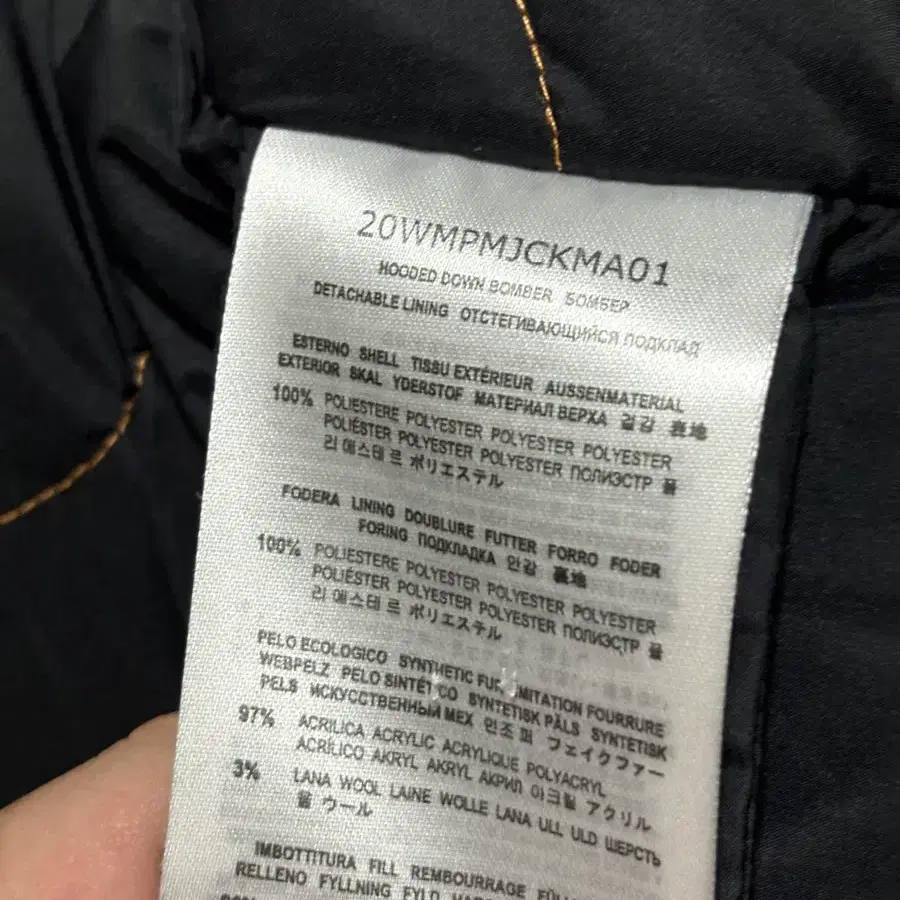 20WMPMJCKMA01
HOODED DOWN BOMBER БОМБЕР
DETACHABLE LINING ОТСТЕГИВАЮЩИЙСЯ ПОДКЛАД
ESTERNO SHELL TISSU EXTÉRIEUR AUSSENMATERIAL
EXTERIOR SKAL YDERSTOF МАТЕРИАЛ ВЕРХА 겉감 表地
100% POLIESTERE POLYESTER POLYESTER POLYESTER
POLIÉSTER POLYESTER POLYESTER ПОЛИЭСТР 폴
리 에스테 르 ポリエステル
FODERA LINING DOUBLURE FUTTER FORRO FODER
FORING ПОДКЛАДКА 안감 裏地
100% POLIESTERE POLYESTER POLYESTER POLYESTER
POLIÉSTER POLYESTER POLYESTER ПОЛИЭСТР 폴
리 에스테 르 ポリエステル
PELO ECOLOGICO SYNTHETIC FUR IMITATION FOURRURE
WEBPELZ PELO SINTÉTICO SYNTETISK PÄLS SYNTETISK
PELS ИСКУССТВЕННЫЙ МЕХ 인조 퍼 フェイクファー
97% ACRILICA ACRYLIC ACRYLIQUE POLYACRYL
ACRÍLICO AKRYL AKRYL АКРИЛ 아크릴 アクリル
3% LANA WOOL LAINE WOLLE LANA ULL ULD ШЕРСТЬ
울 ウール
IMBOTTITURA FILL REMBOURRAGE
RELLENO FYLLNING FYLD